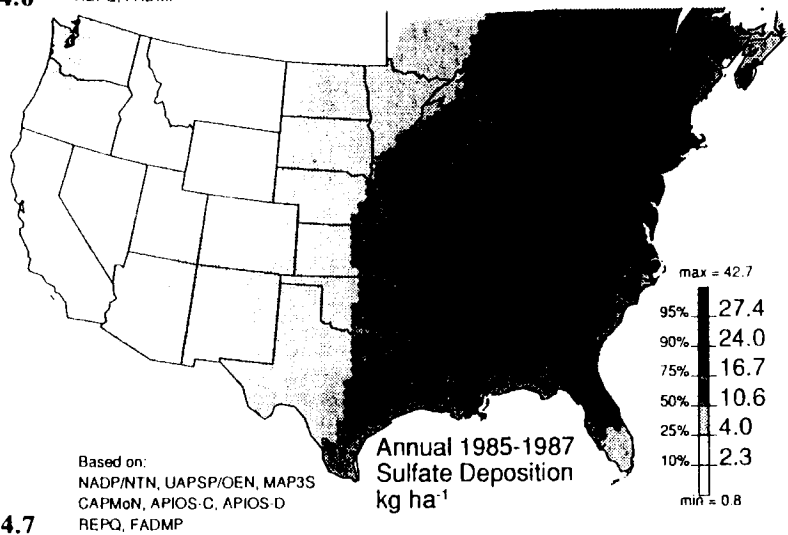 max = 42.7
95% 27.4
90% 24.0
75% 16.7
50% 10.6
25% 4.0
10% 2.3
min = 0.8
Annual 1985-1987
Sulfate Deposition
kg ha-1
Based on:
NADP/NTN, UAPSP/OEN, MAP3S
CAPMoN, APIOS-C, APIOS-D
4.7 REPQ, FADMP